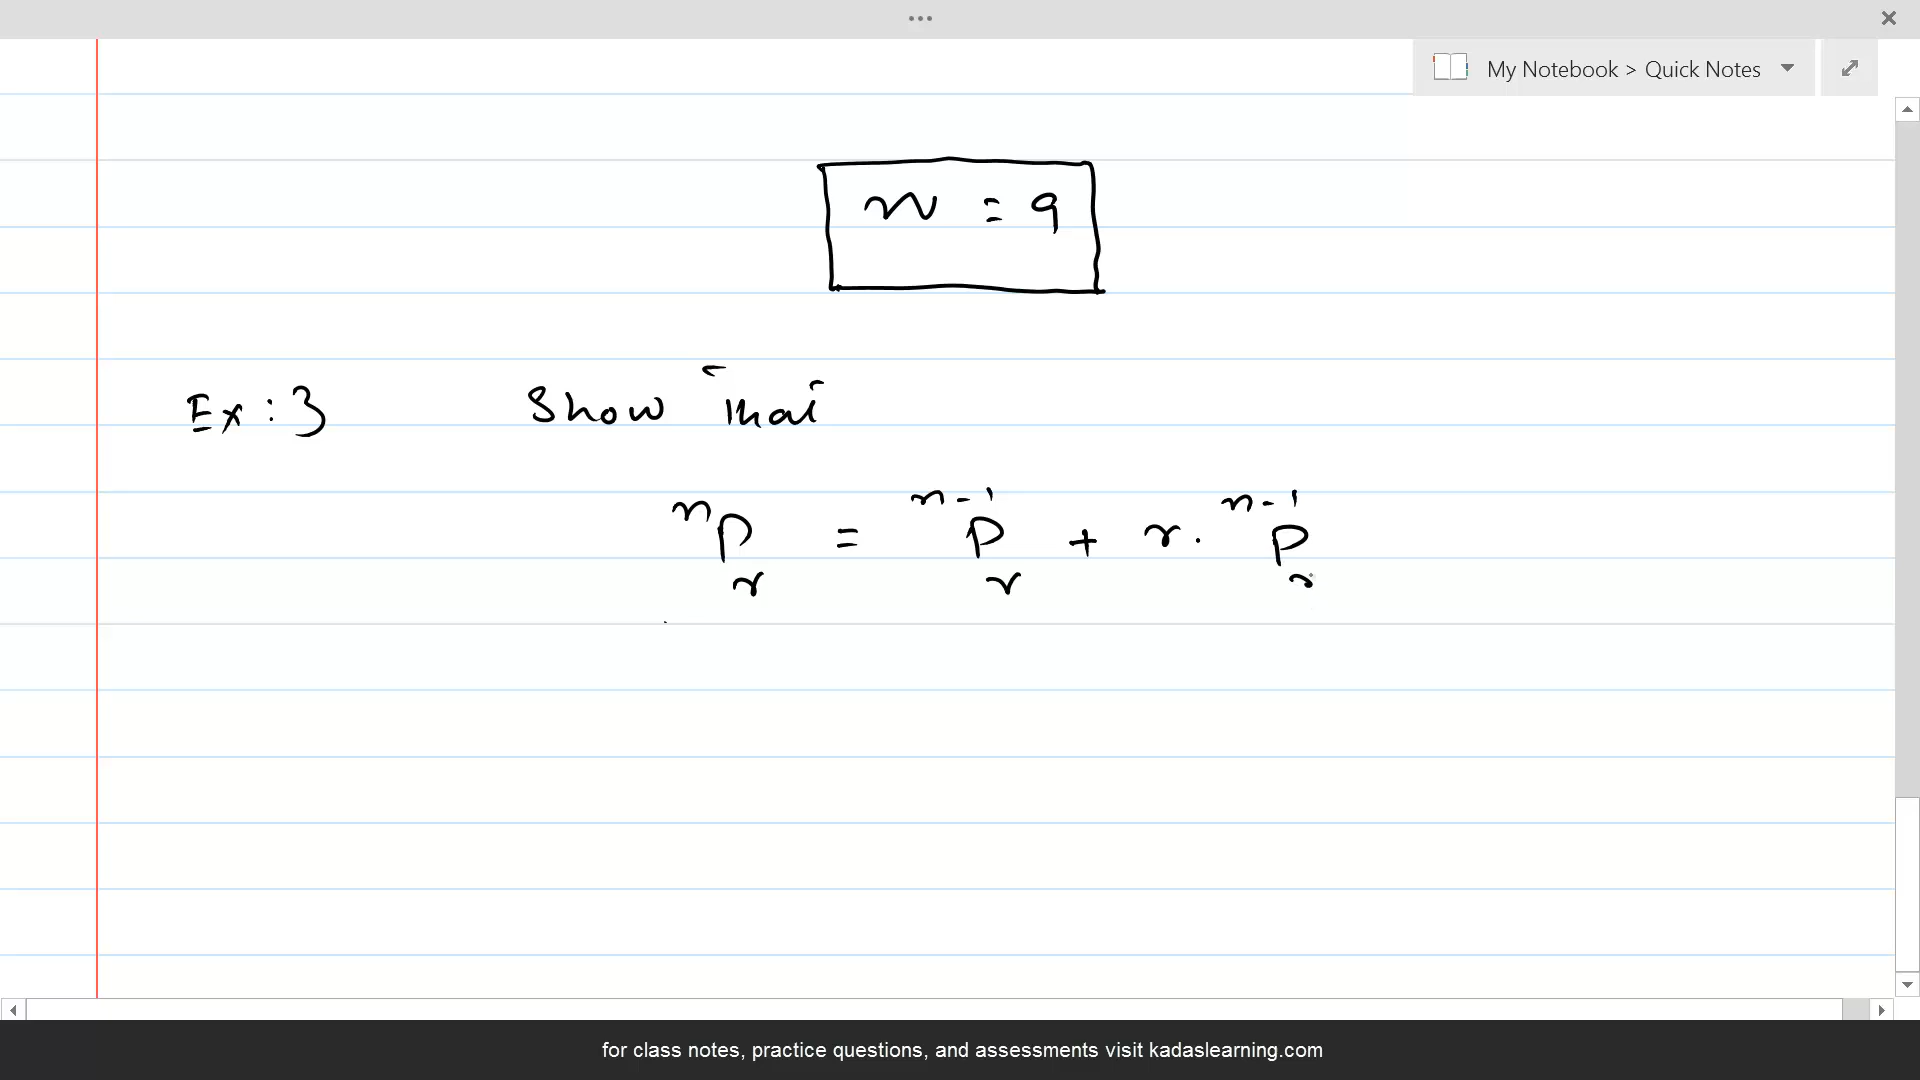 My Notebook > Quick Notes
n = 9
Ex : 3 Show that
ⁿPᵣ = ⁿ⁻¹Pᵣ + r. ⁿ⁻¹Pᵣ
for class notes, practice questions, and assessments visit kadaslearning.com